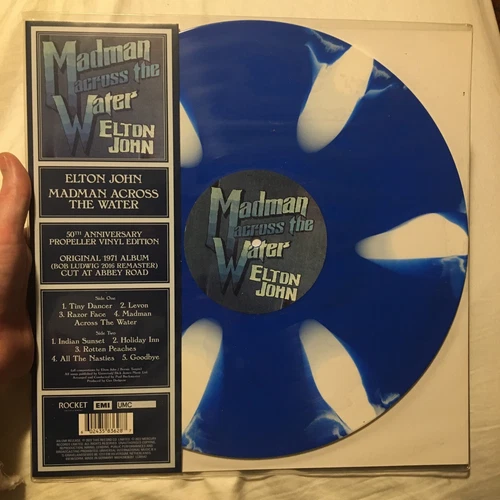 Madman
across the
Water
ELTON
JOHN
ELTON JOHN
MADMAN ACROSS
THE WATER
50TH ANNIVERSARY
PROPELLER VINYL EDITION
ORIGINAL 1971 ALBUM
(BOB LUDWIG 2016 REMASTER)
CUT AT ABBEY ROAD
Side One
1. Tiny Dancer 2. Levon
3. Razor Face 4. Madman
Across The Water
Side Two
1. Indian Sunset 2. Holiday Inn
3. Rotten Peaches
4. All The Nasties 5. Goodbye
ROCKET EMI UMC
Madman
across the
Water
ELTON
JOHN